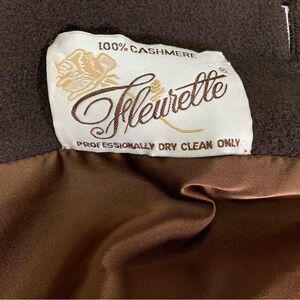 100% CASHMERE
Fleurette®
PROFESSIONALLY DRY CLEAN ONLY